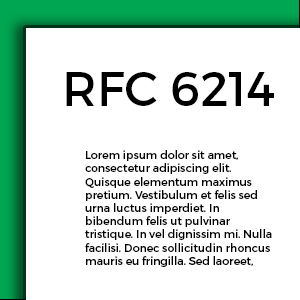 RFC 6214
Lorem ipsum dolor sit amet,
consectetur adipiscing elit.
Quisque elementum maximus
pretium. Vestibulum et felis sed
urna luctus imperdiet. In
bibendum felis ut pulvinar
tristique. In vel dignissim mi. Nulla
facilisi. Donec sollicitudin rhoncus
mauris eu fringilla. Sed laoreet,